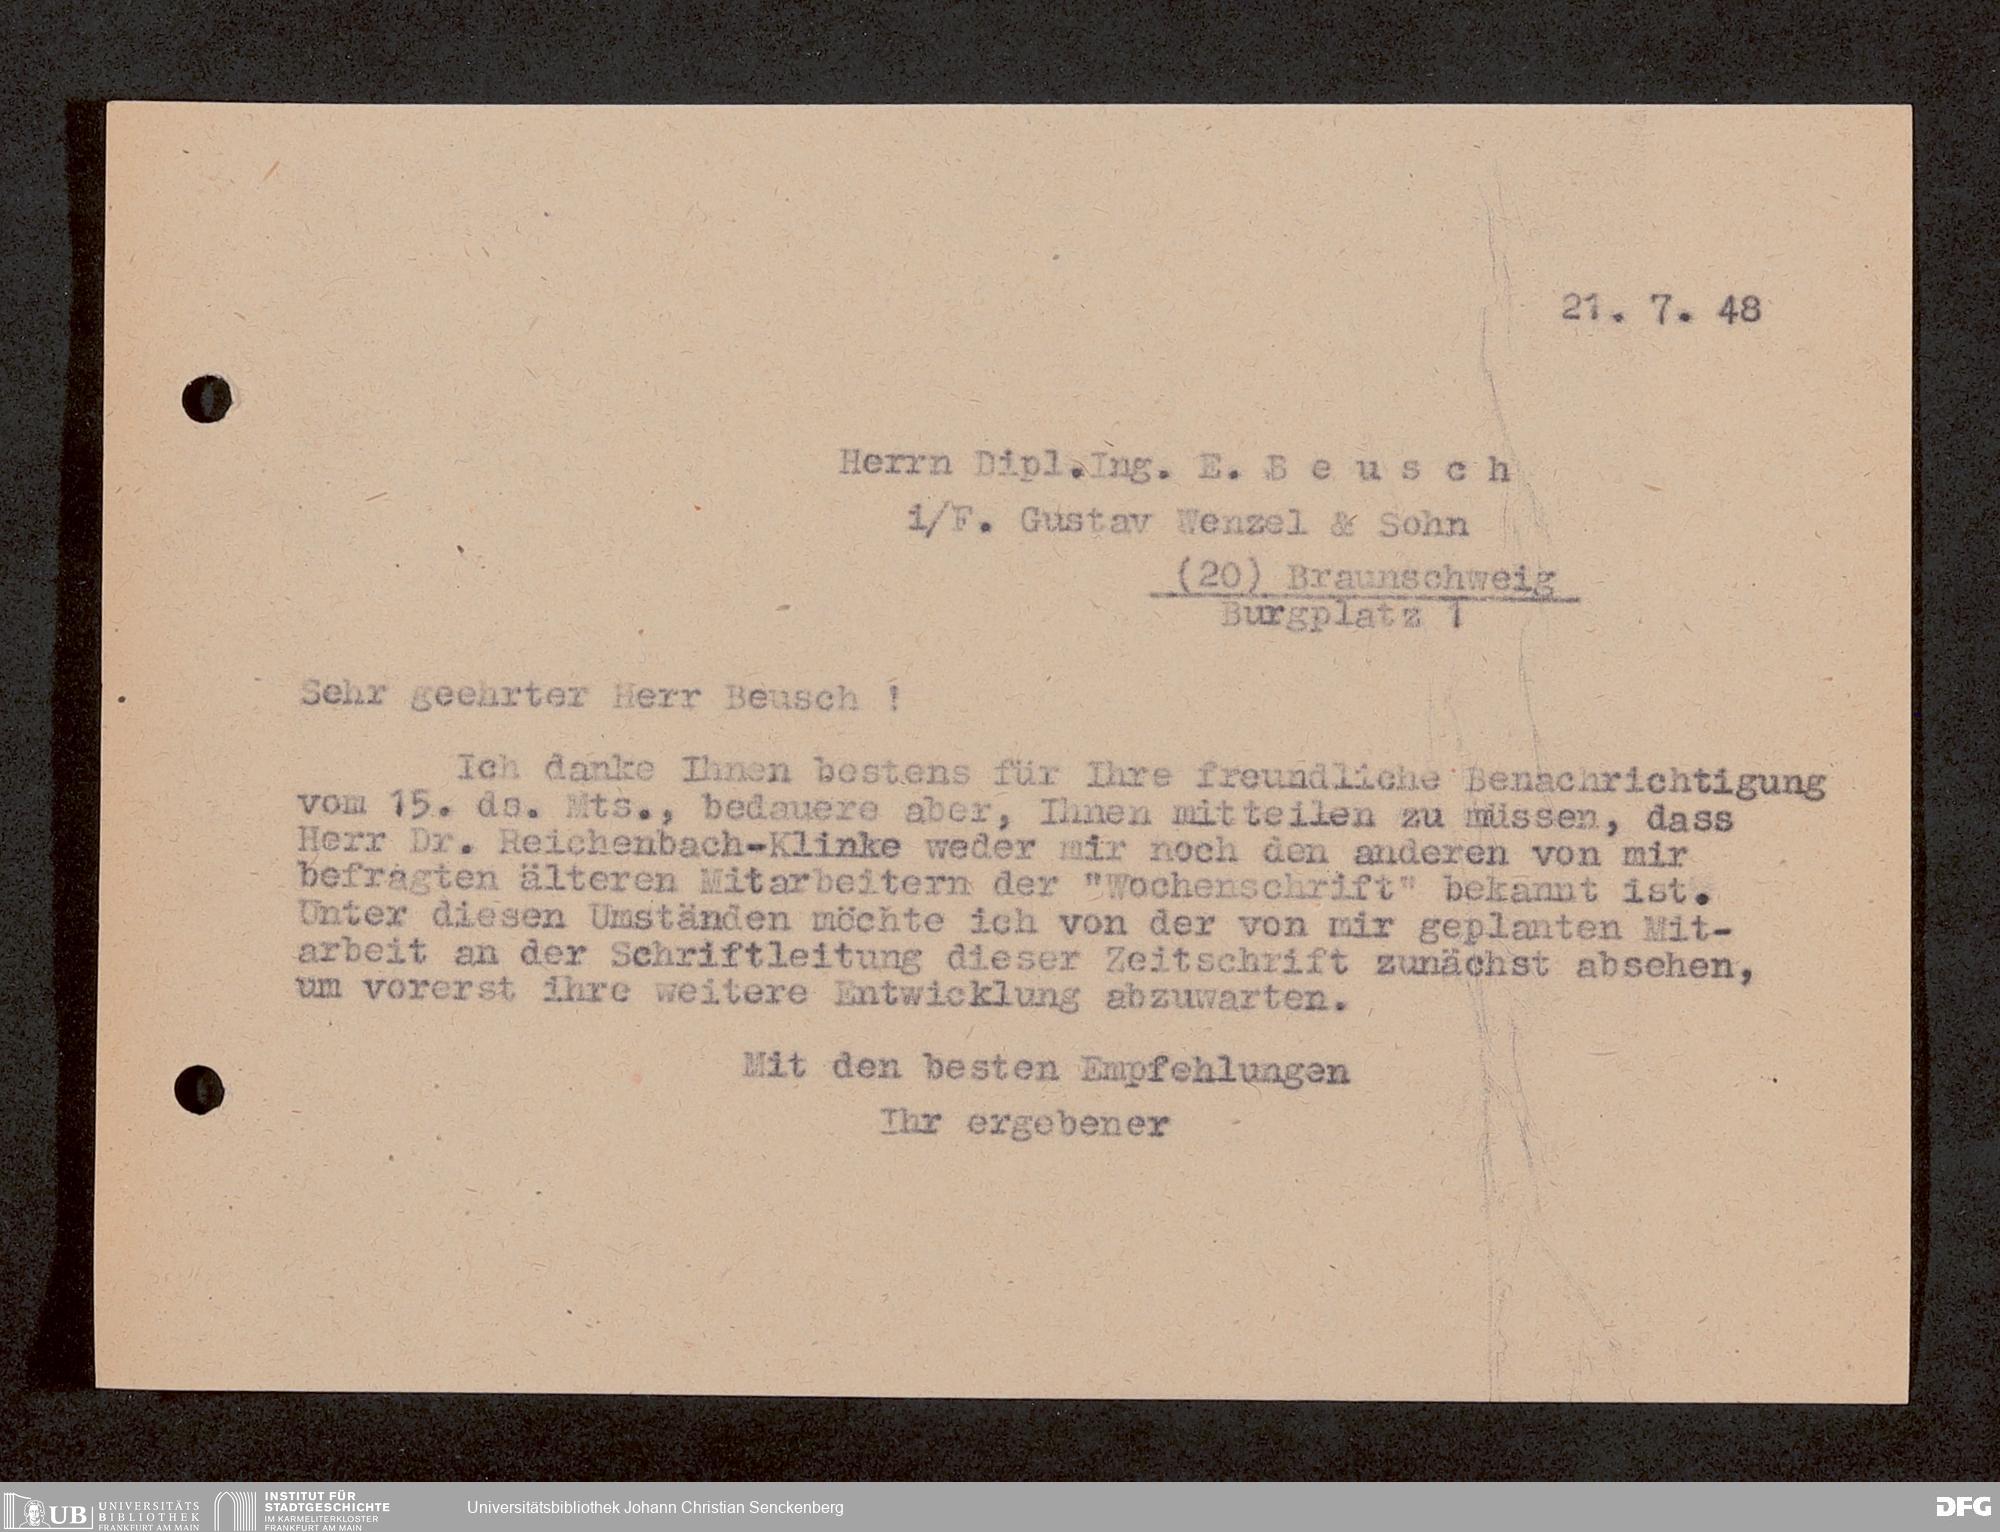 21. 7. 48
Herrn Dipl.Ing. E. B e u s c h
i/F. Gustav Wenzel & Sohn
(20) Braunschweig
Burgplatz 1
Sehr geehrter Herr Beusch !
Ich danke Ihnen bestens für Ihre freundliche Benachrichtigung
vom 15. ds. Mts., bedauere aber, Ihnen mitteilen zu müssen, dass
Herr Dr. Reichenbach-Klinke weder mir noch den anderen von mir
befragten älteren Mitarbeitern der "Wochenschrift" bekannt ist.
Unter diesen Umständen möchte ich von der von mir geplanten Mit-
arbeit an der Schriftleitung dieser Zeitschrift zunächst absehen,
um vorerst ihre weitere Entwicklung abzuwarten.
Mit den besten Empfehlungen
Ihr ergebener
UB UNIVERSITÄTS
BIBLIOTHEK
FRANKFURT AM MAIN
INSTITUT FÜR
STADTGESCHICHTE
IM KARMELITERKLOSTER
FRANKFURT AM MAIN
Universitätsbibliothek Johann Christian Senckenberg
DFG